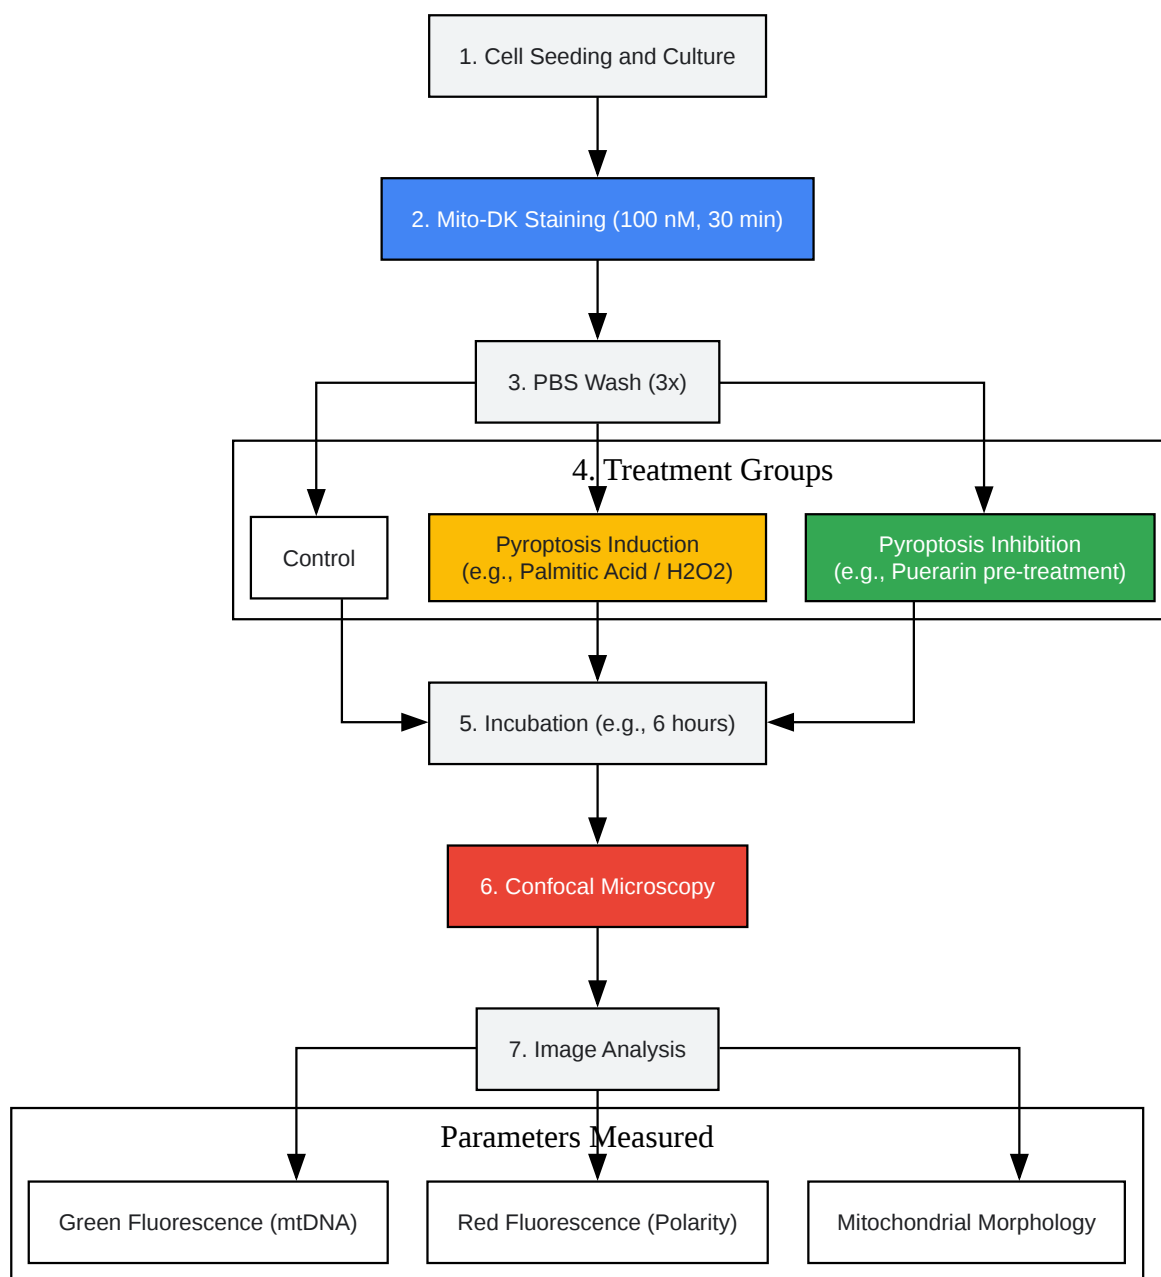 1. Cell Seeding and Culture
2. Mito-DK Staining (100 nM, 30 min)
3. PBS Wash (3x)
4. Treatment Groups
Control
Pyroptosis Induction
(e.g., Palmitic Acid / H2O2)
Pyroptosis Inhibition
(e.g., Puerarin pre-treatment)
5. Incubation (e.g., 6 hours)
6. Confocal Microscopy
7. Image Analysis
Parameters Measured
Green Fluorescence (mtDNA)
Red Fluorescence (Polarity)
Mitochondrial Morphology